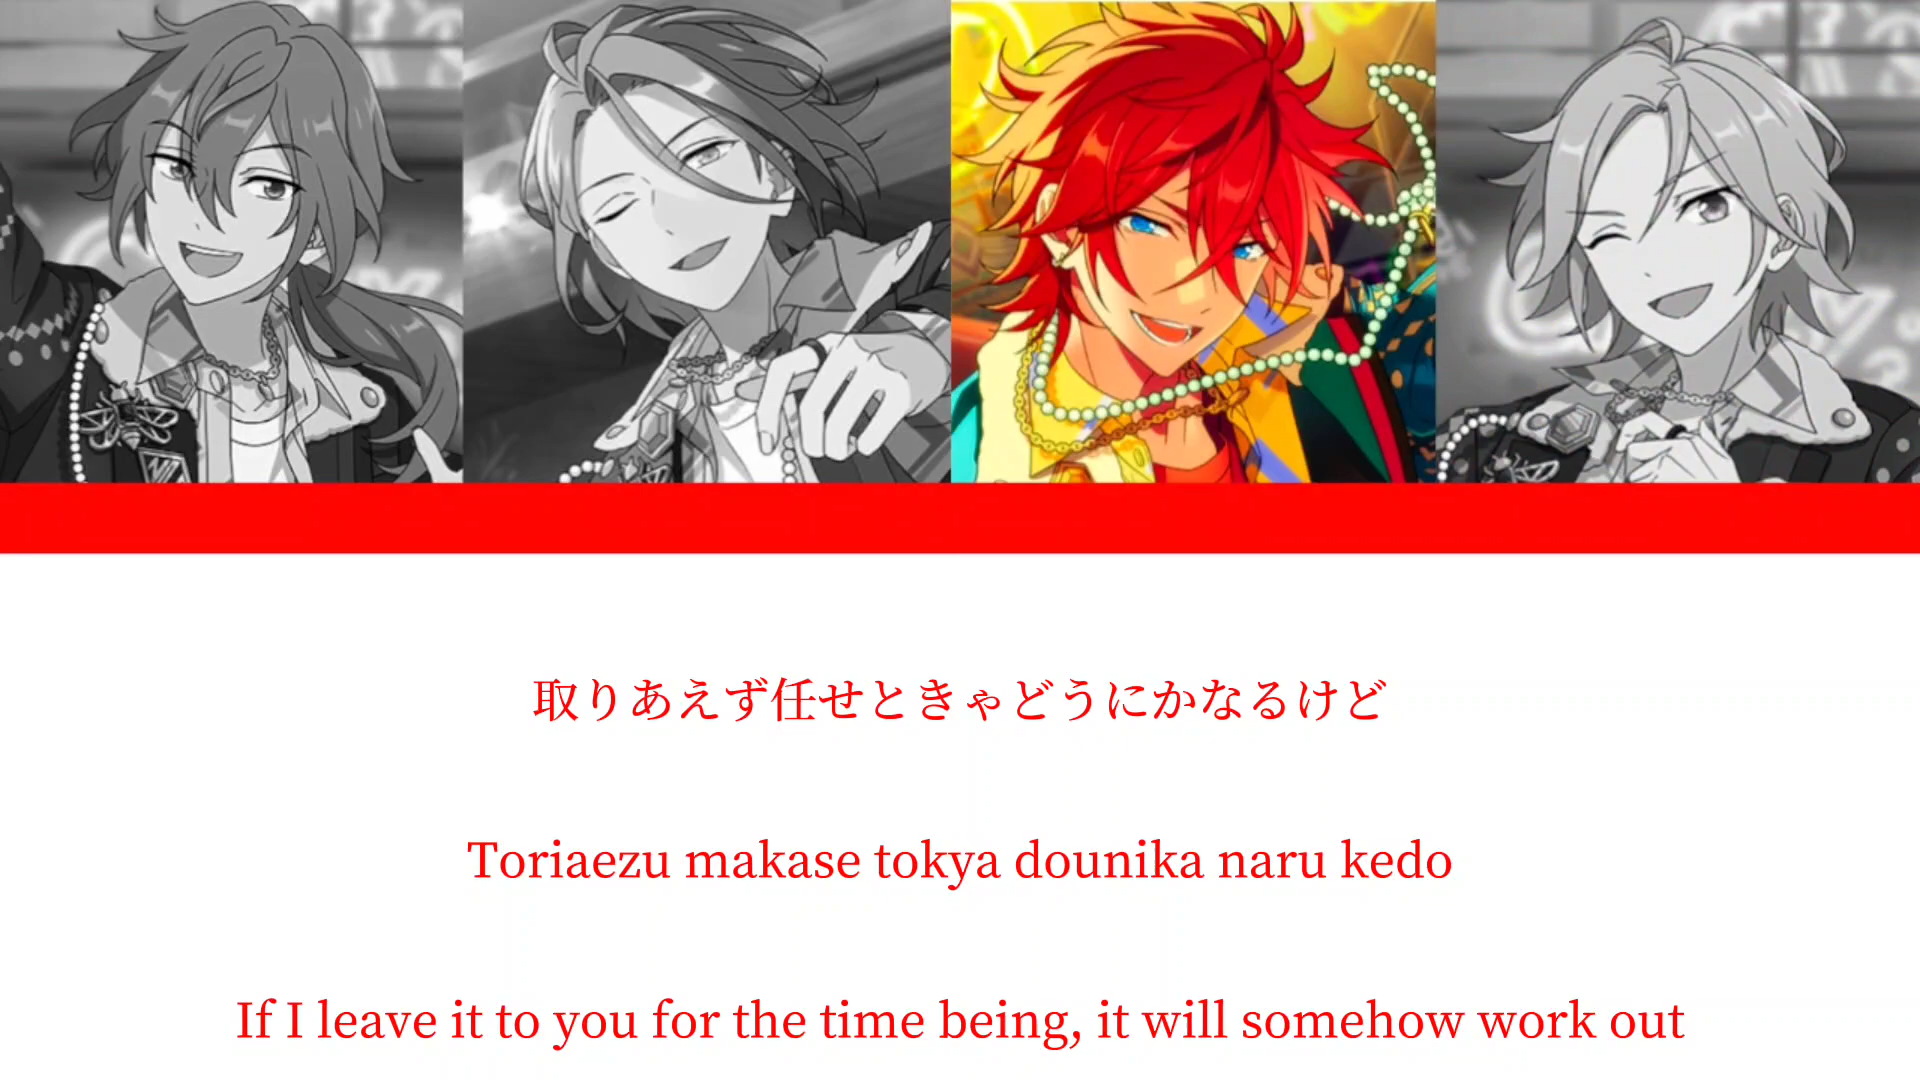 取りあえず任せときゃどうにかなるけど
Toriaezu makase tokya dounika naru kedo
If I leave it to you for the time being, it will somehow work out